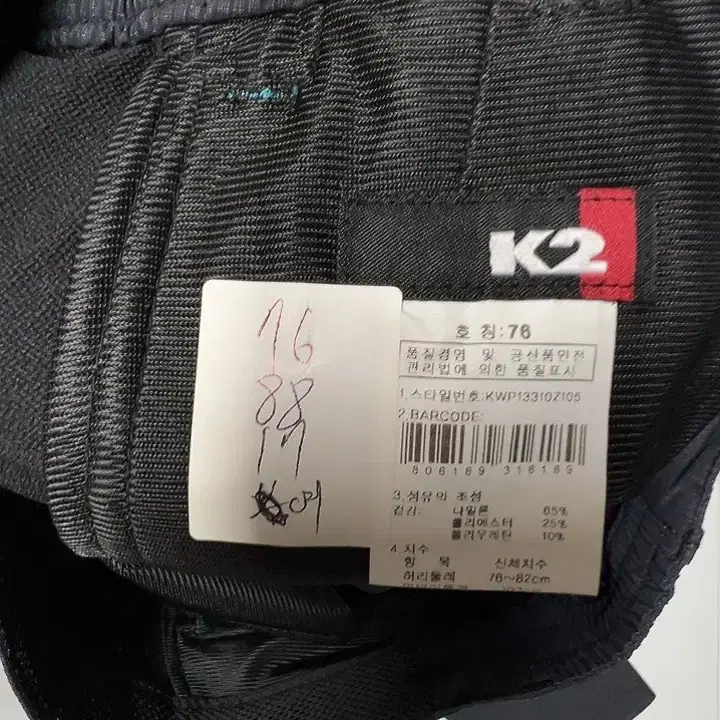 K2
76
88
17
여
호 칭:76
품질경영 및 공산품안전
관리법에 의한 품질표시
1.스타일번호:KWP13310Z105
2.BARCODE:
806189 316189
3.섬유의 조성
겉감: 나일론 65%
폴리에스터 25%
폴리우레탄 10%
4.치수
항 목 신체치수
허리둘레 76~82cm